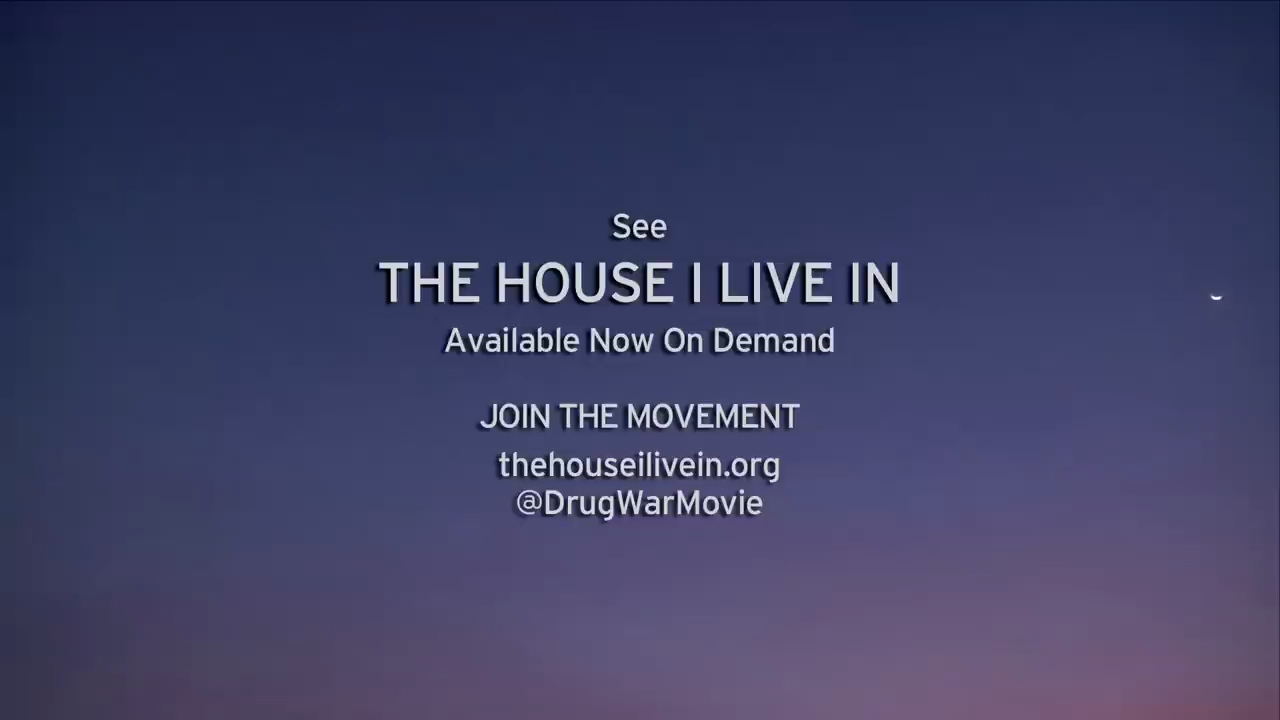 See
THE HOUSE I LIVE IN
Available Now On Demand
JOIN THE MOVEMENT
thehouseilivein.org
@DrugWarMovie